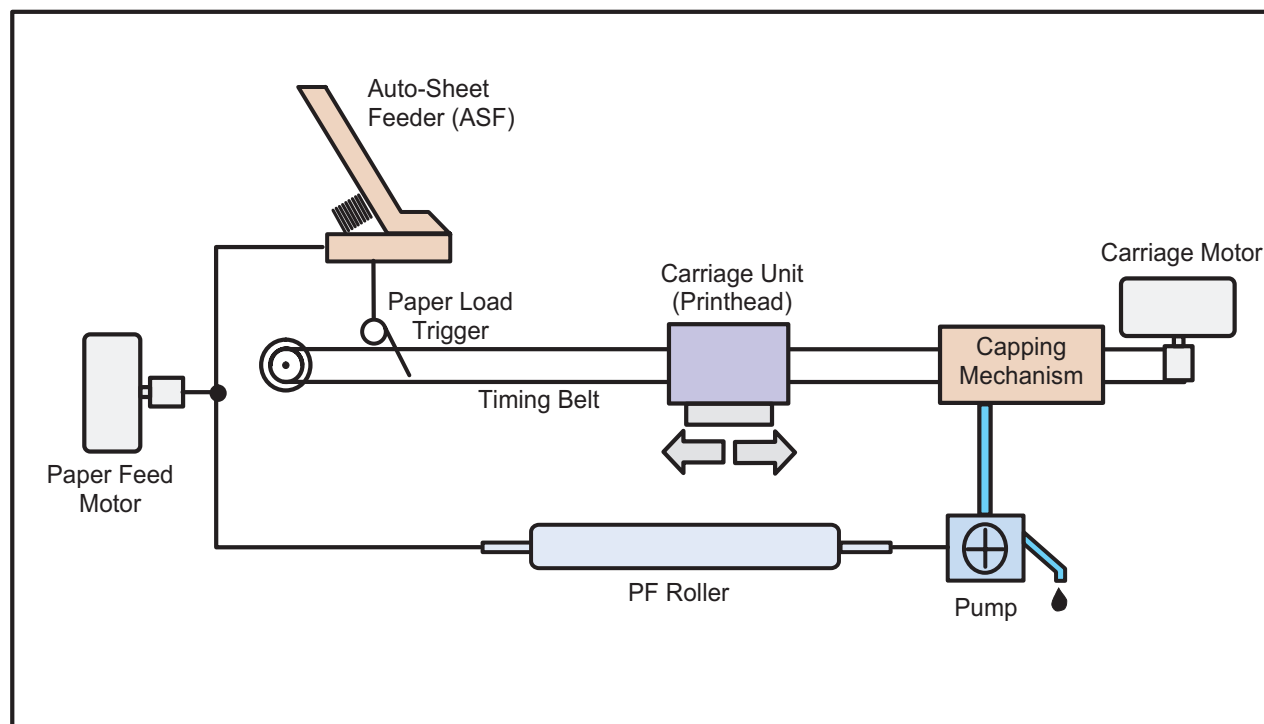 Auto-Sheet
Feeder (ASF)
Carriage Motor
Carriage Unit
(Printhead)
Paper Load
Trigger
Capping
Mechanism
Timing Belt
Paper Feed
Motor
PF Roller
Pump